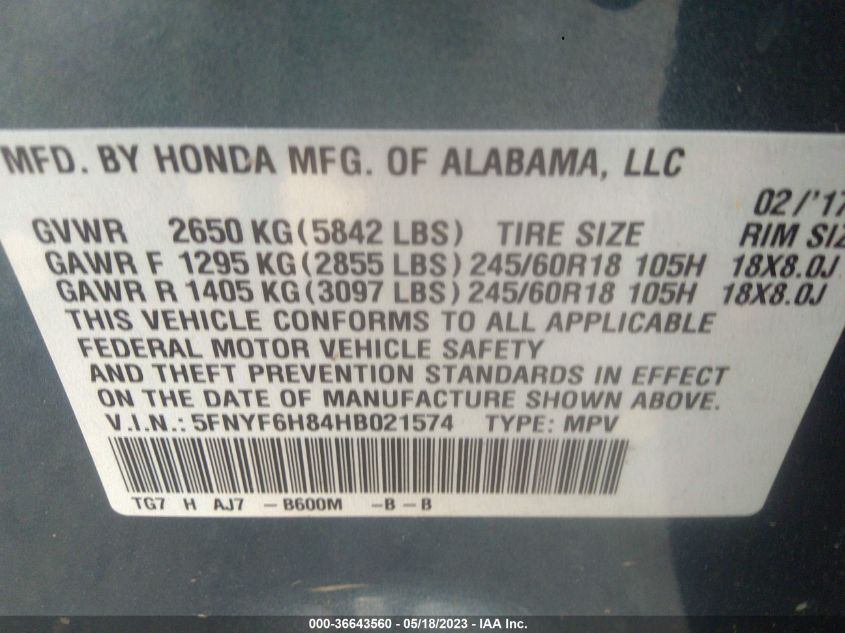 MFD. BY HONDA MFG. OF ALABAMA, LLC
02/'17
GVWR 2650 KG (5842 LBS) TIRE SIZE RIM SIZ
GAWR F 1295 KG (2855 LBS) 245/60R18 105H 18X8.0J
GAWR R 1405 KG (3097 LBS) 245/60R18 105H 18X8.0J
THIS VEHICLE CONFORMS TO ALL APPLICABLE
FEDERAL MOTOR VEHICLE SAFETY
AND THEFT PREVENTION STANDARDS IN EFFECT
ON THE DATE OF MANUFACTURE SHOWN ABOVE.
V.I.N.: 5FNYF6H84HB021574 TYPE: MPV
TG7 H AJ7 – B600M – B – B
000-36643560 - 05/18/2023 - IAA Inc.